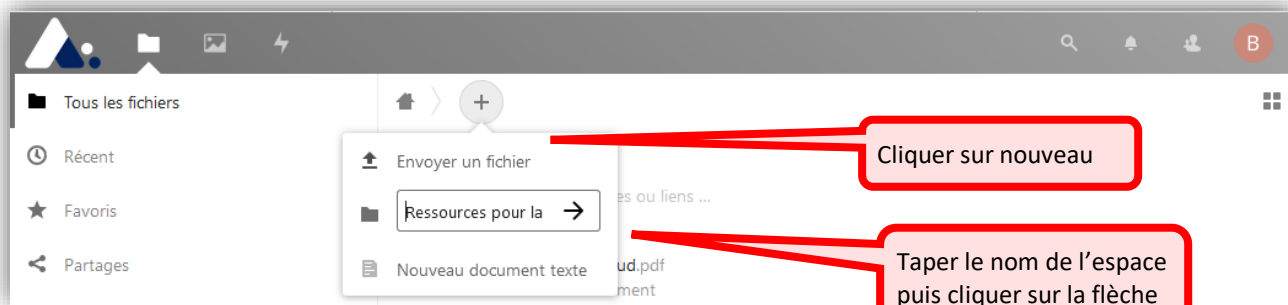 B
Tous les fichiers
Récent
Envoyer un fichier
Cliquer sur nouveau
es ou liens ...
Favoris
Ressources pour la
Partages
Nouveau document texte
ud.pdf
ment
Taper le nom de l’espace
puis cliquer sur la flèche